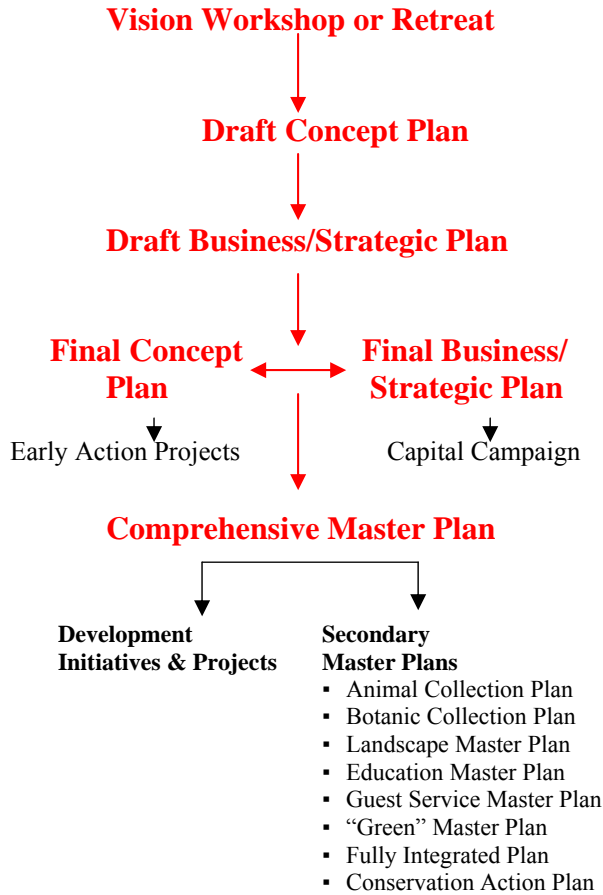 Vision Workshop or Retreat
Draft Concept Plan
Draft Business/Strategic Plan
Final Concept
Plan
Final Business/
Strategic Plan
Early Action Projects
Capital Campaign
Comprehensive Master Plan
Development
Initiatives & Projects
Secondary
Master Plans
▪ Animal Collection Plan
▪ Botanic Collection Plan
▪ Landscape Master Plan
▪ Education Master Plan
▪ Guest Service Master Plan
▪ “Green” Master Plan
▪ Fully Integrated Plan
▪ Conservation Action Plan